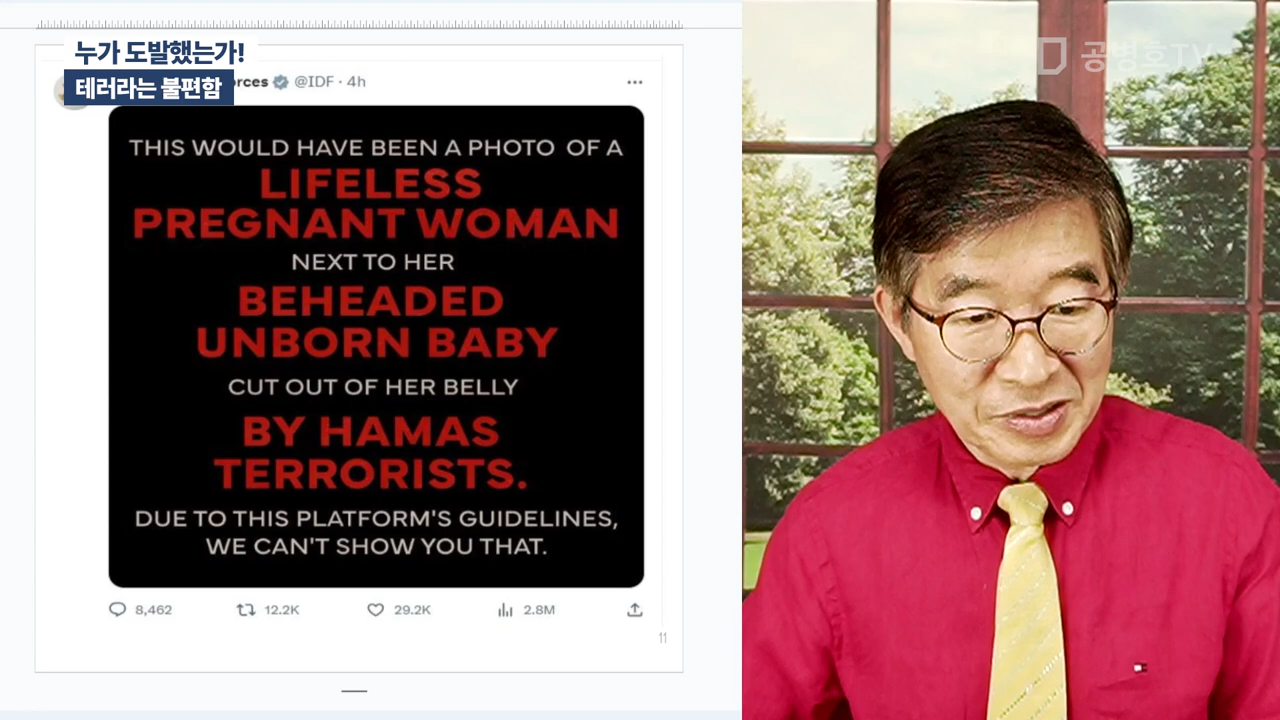 누가 도발했는가!
테러라는 불편함
공병호TV
orces @IDF · 4h
THIS WOULD HAVE BEEN A PHOTO OF A
LIFELESS
PREGNANT WOMAN
NEXT TO HER
BEHEADED
UNBORN BABY
CUT OUT OF HER BELLY
BY HAMAS
TERRORISTS.
DUE TO THIS PLATFORM'S GUIDELINES,
WE CAN'T SHOW YOU THAT.
8,462 12.2K 29.2K 2.8M
11